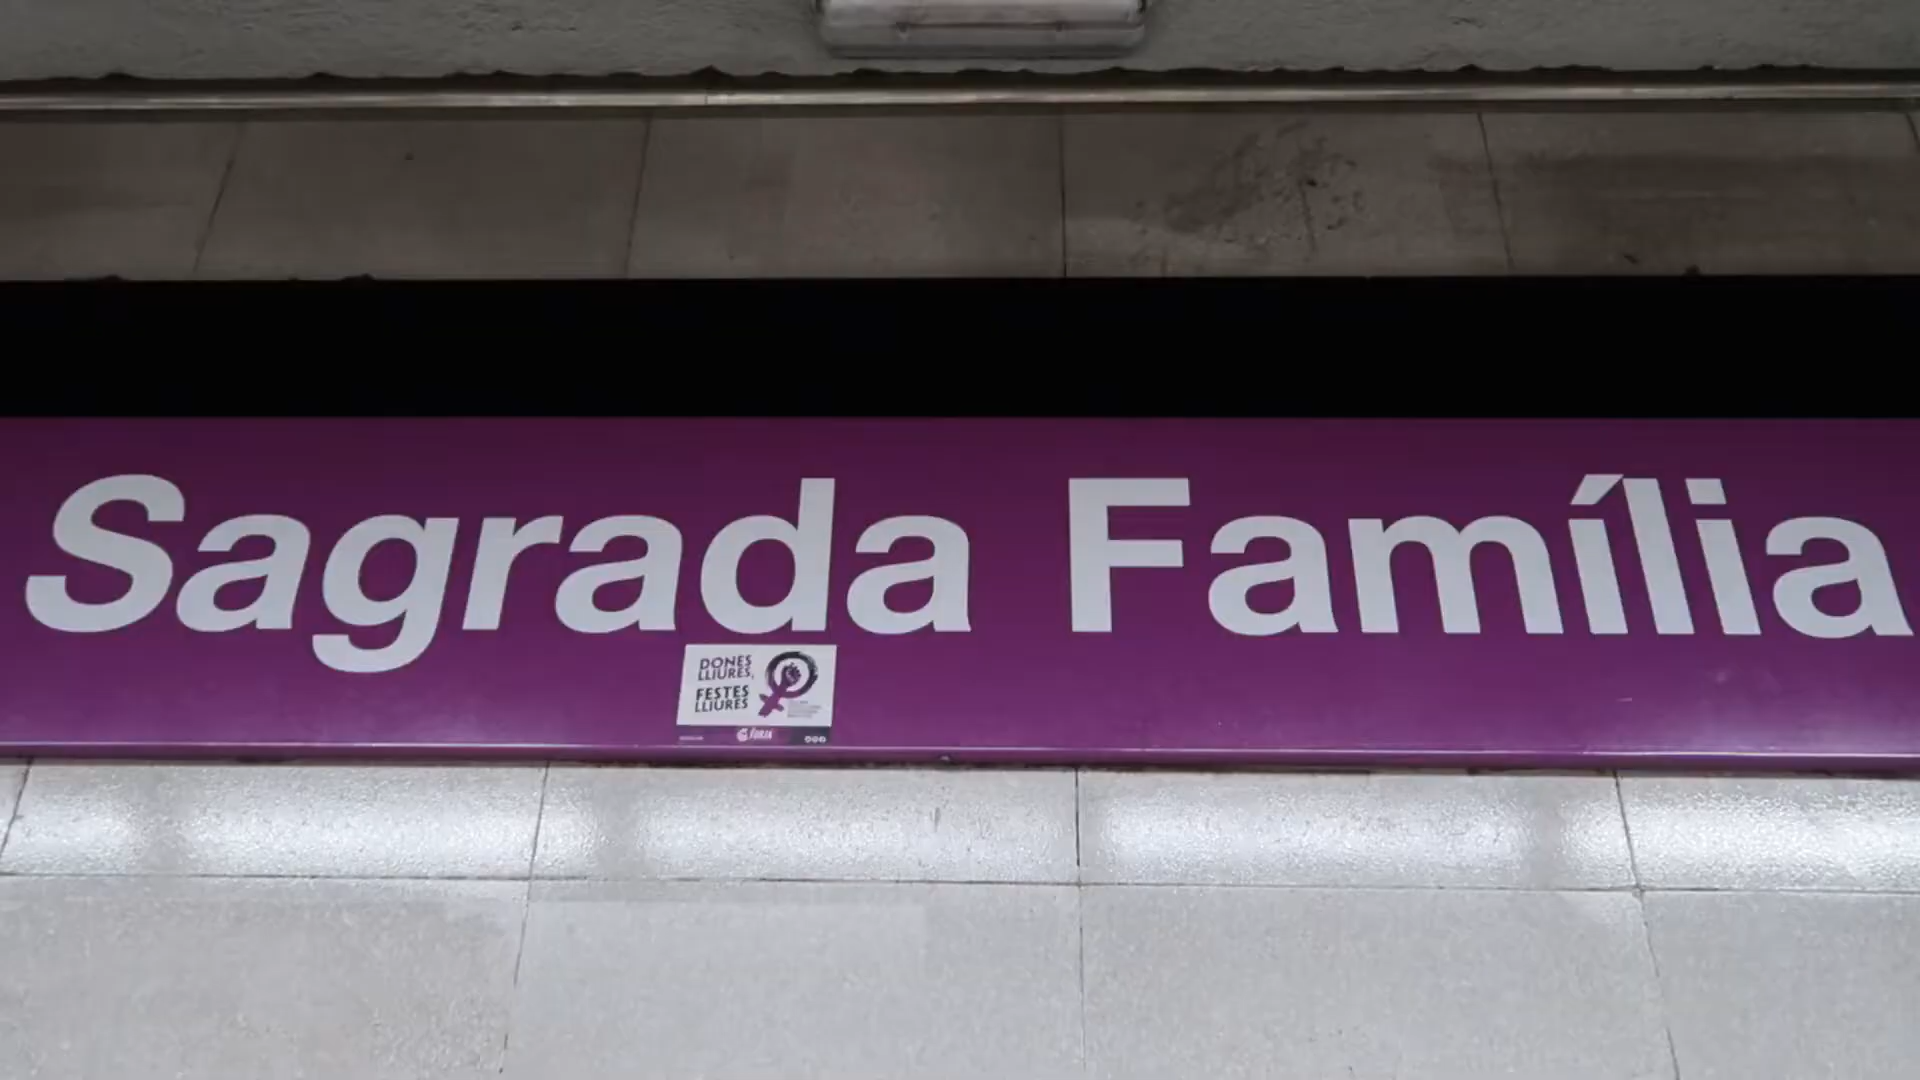 Sagrada Família
DONES
LLIURES,
FESTES
LLIURES